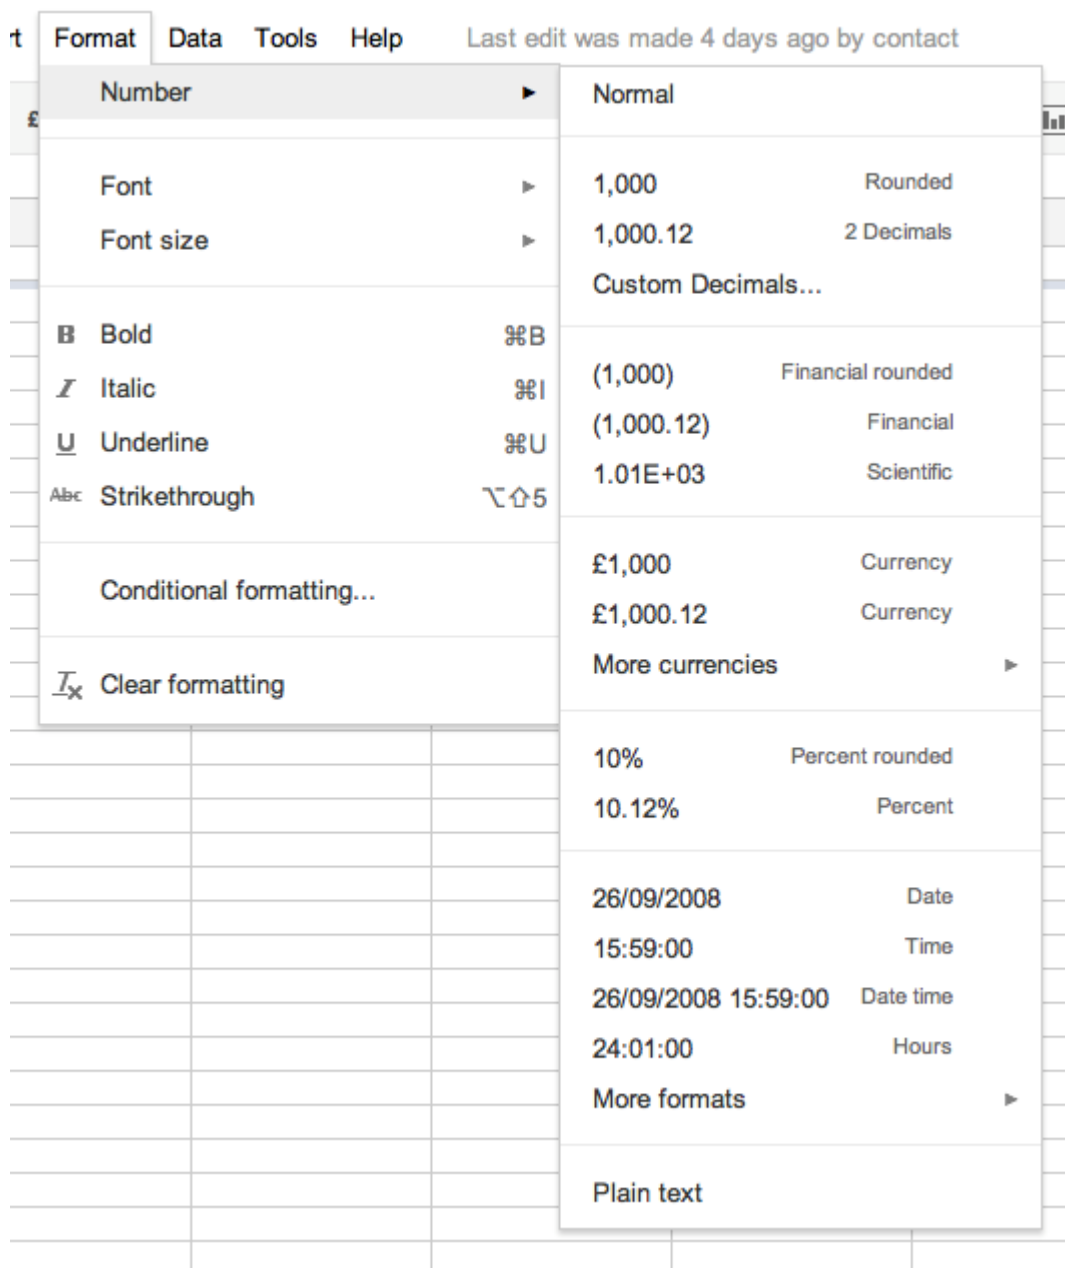 rt Format Data Tools Help Last edit was made 4 days ago by contact
£
Number ►
Font ►
Font size ►
B Bold ⌘B
I Italic ⌘I
U Underline ⌘U
Abc Strikethrough ⌥⇧5
Conditional formatting...
Clear formatting
Normal
1,000 Rounded
1,000.12 2 Decimals
Custom Decimals...
(1,000) Financial rounded
(1,000.12) Financial
1.01E+03 Scientific
£1,000 Currency
£1,000.12 Currency
More currencies ►
10% Percent rounded
10.12% Percent
26/09/2008 Date
15:59:00 Time
26/09/2008 15:59:00 Date time
24:01:00 Hours
More formats ►
Plain text